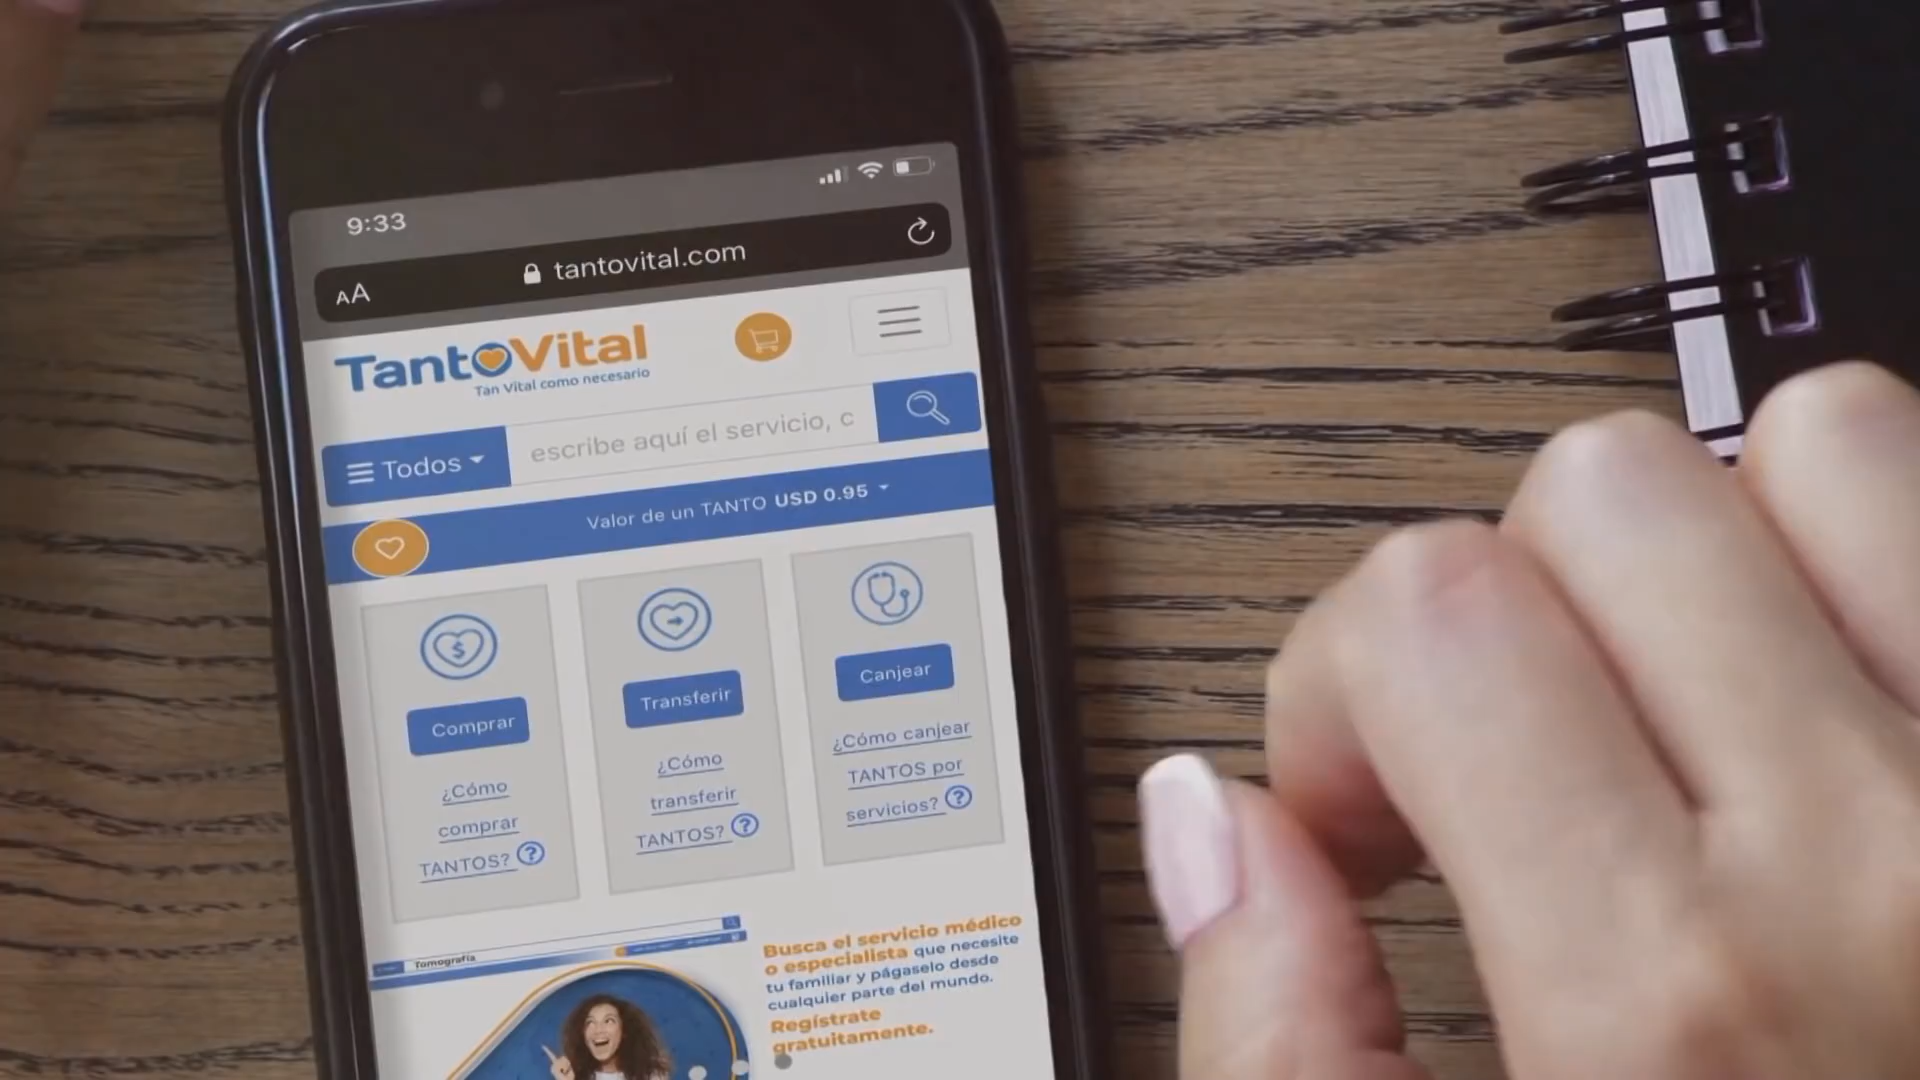 9:33
AA
tantovital.com
TantoVital
Tan Vital como necesario
Todos
escribe aquí el servicio, c
Valor de un TANTO USD 0.95
Comprar
¿Cómo
comprar
TANTOS?
Transferir
¿Cómo
transferir
TANTOS?
Canjear
¿Cómo canjear
TANTOS por
servicios?
Tomografía
Busca el servicio médico
o especialista que necesite
tu familiar y págaselo desde
cualquier parte del mundo.
Regístrate
gratuitamente.